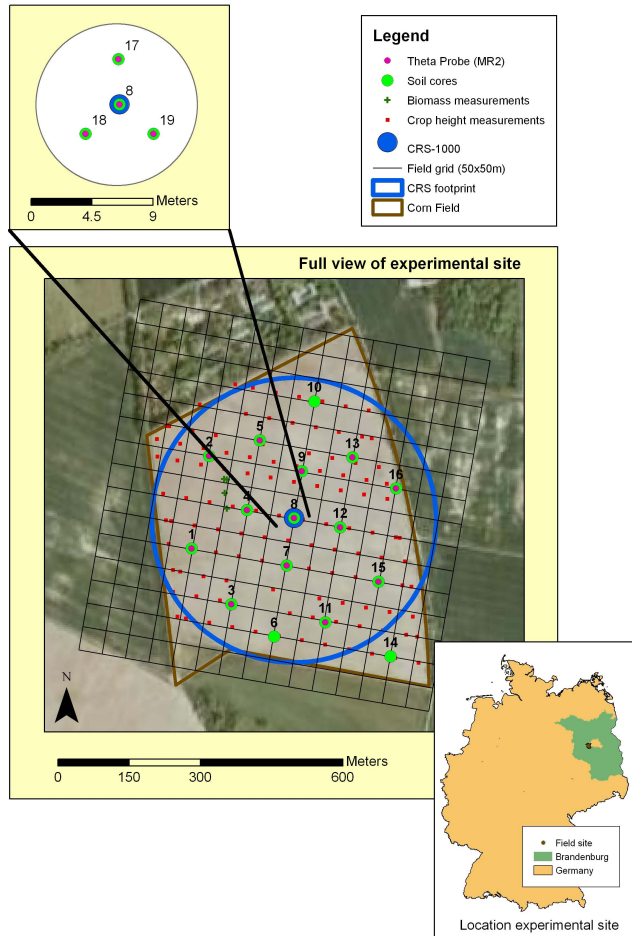 17
8
18
19
Meters
0
4.5
9
Legend
Theta Probe (MR2)
Soil cores
Biomass measurements
Crop height measurements
CRS-1000
Field grid (50x50m)
CRS footprint
Corn Field
Full view of experimental site
10
5
2
13
9
16
4
8
12
1
7
15
3
11
6
14
N
Meters
0
150
300
600
Field site
Brandenburg
Germany
Location experimental site